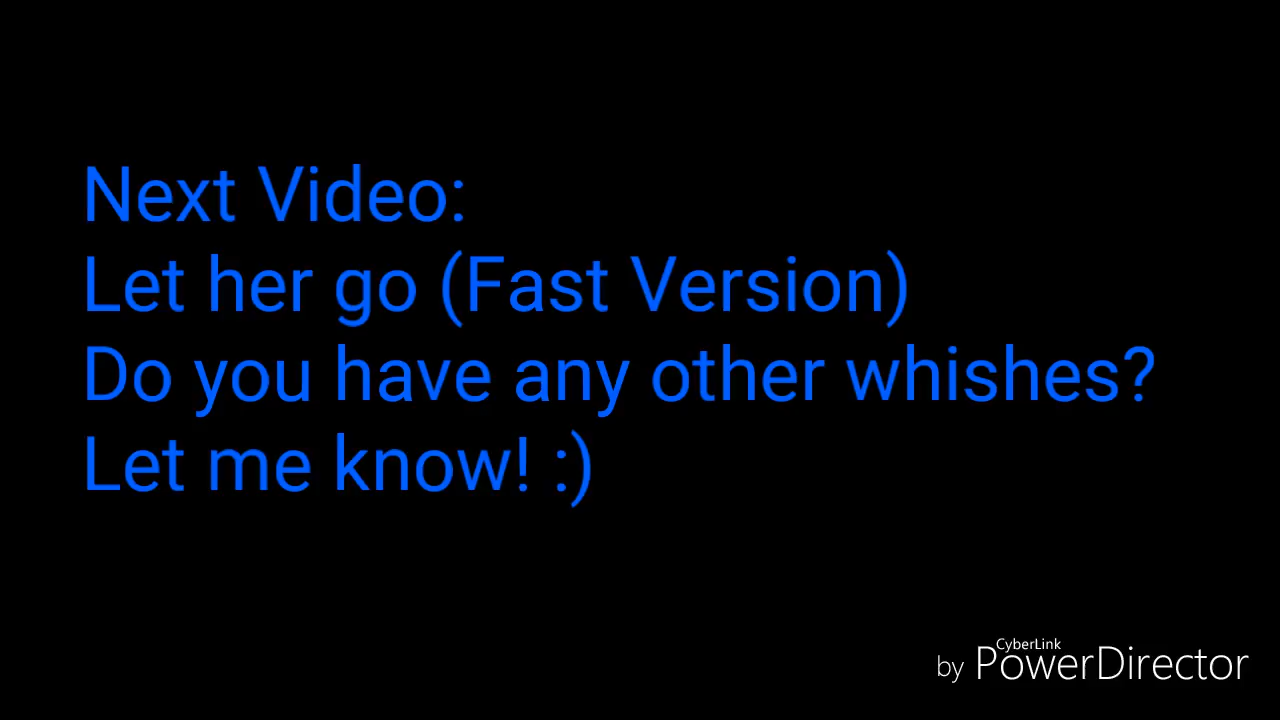 Next Video:
Let her go (Fast Version)
Do you have any other whishes?
Let me know! :)
by CyberLink PowerDirector